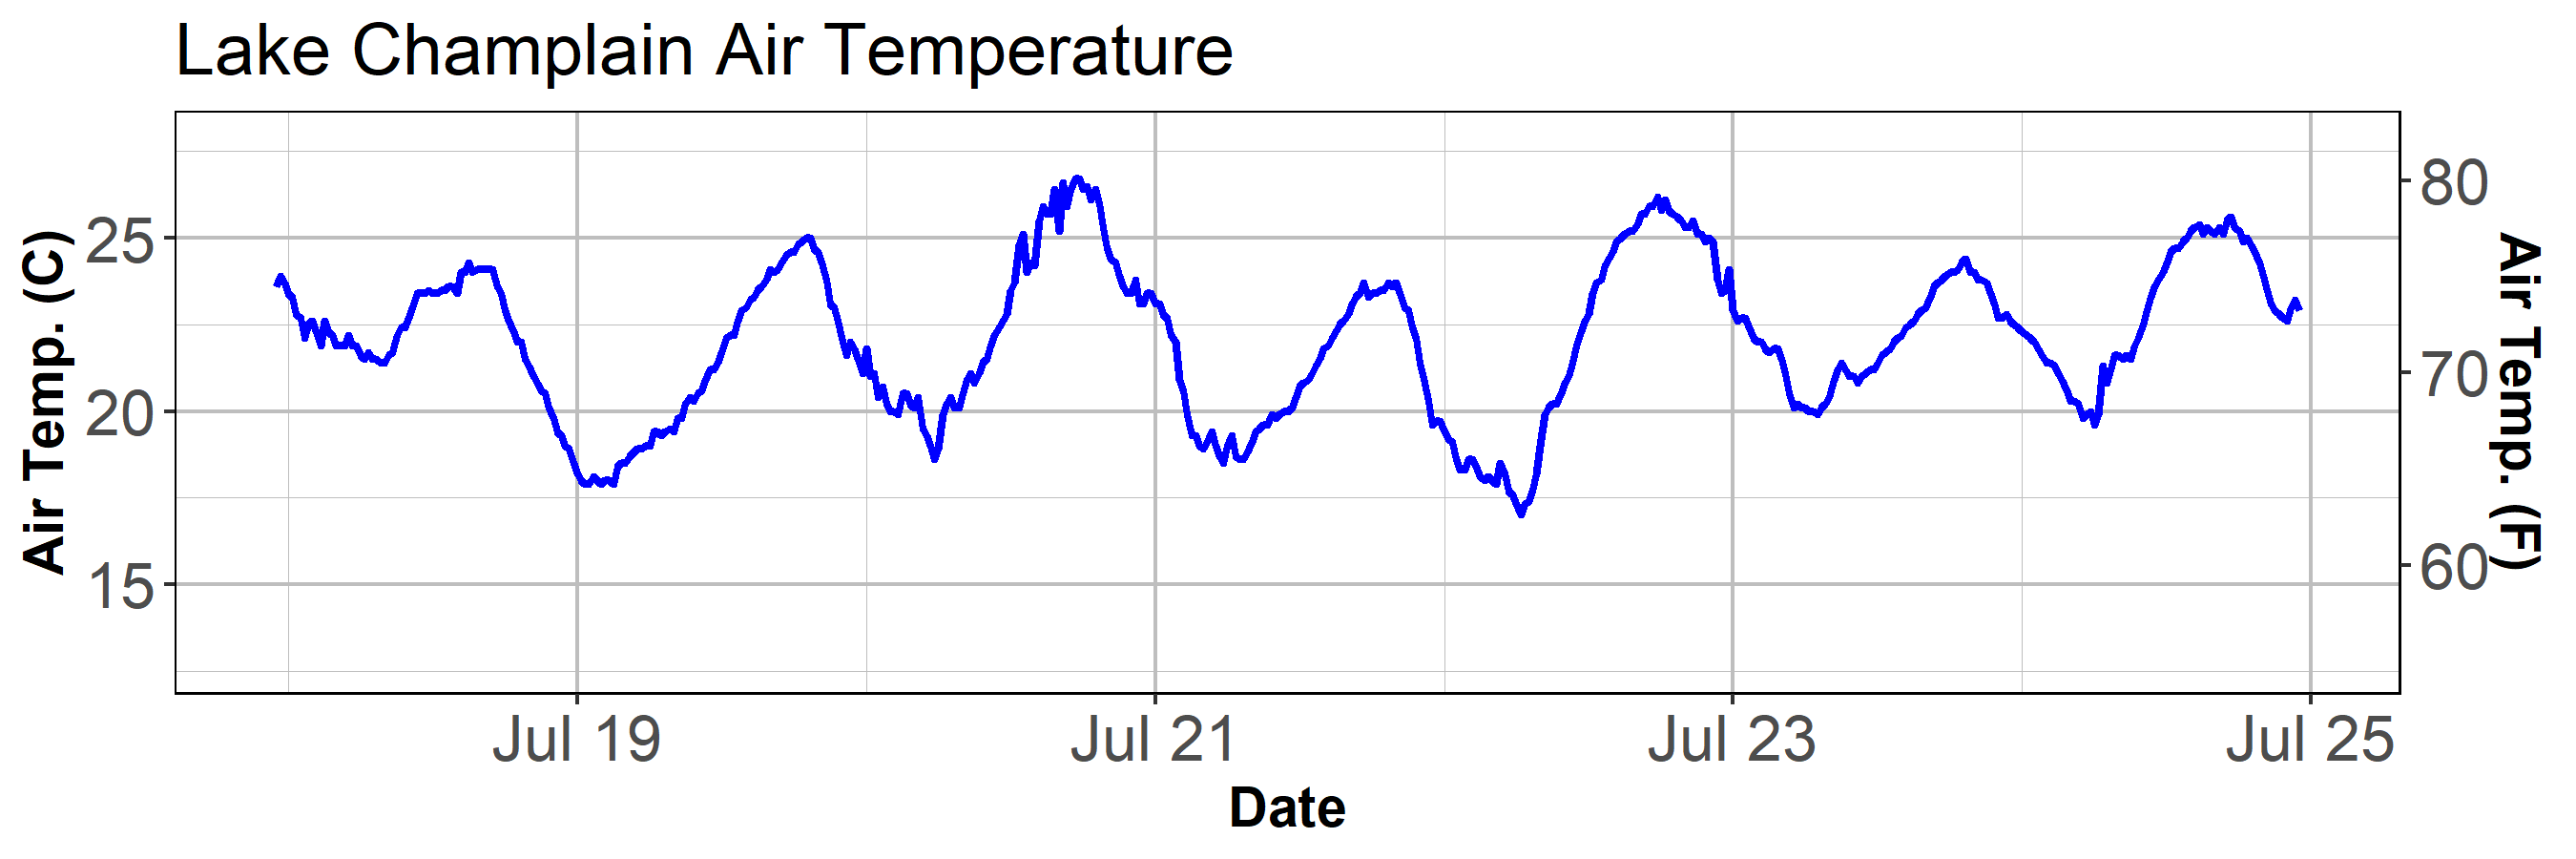 Lake Champlain Air Temperature
Air Temp. (C)
25
20
15
80
70
60
Air Temp. (F)
Jul 19 Jul 21 Jul 23 Jul 25
Date